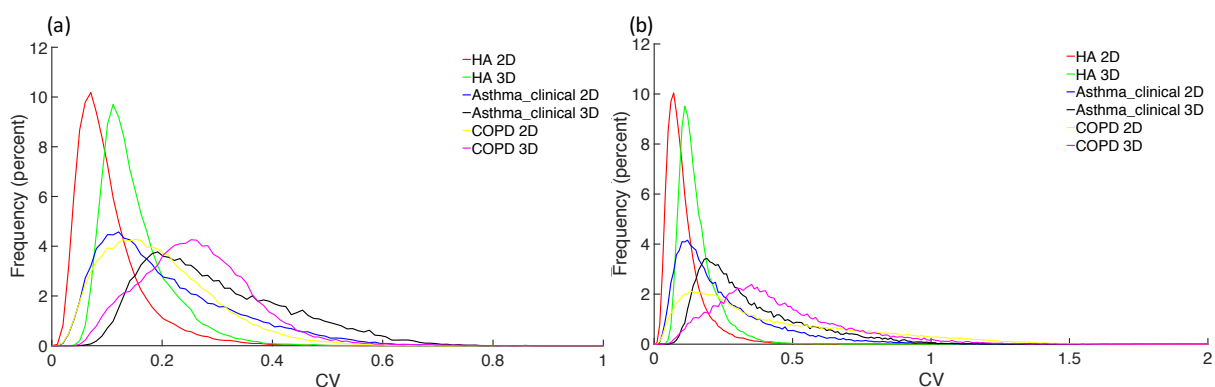 (a)
12
10
8
6
4
2
0
Frequency (percent)
0
0.2
0.4
0.6
0.8
1
CV
HA 2D
HA 3D
Asthma_clinical 2D
Asthma_clinical 3D
COPD 2D
COPD 3D
(b)
12
10
8
6
4
2
0
Frequency (percent)
0
0.5
1
1.5
2
CV
HA 2D
HA 3D
Asthma_clinical 2D
Asthma_clinical 3D
COPD 2D
COPD 3D